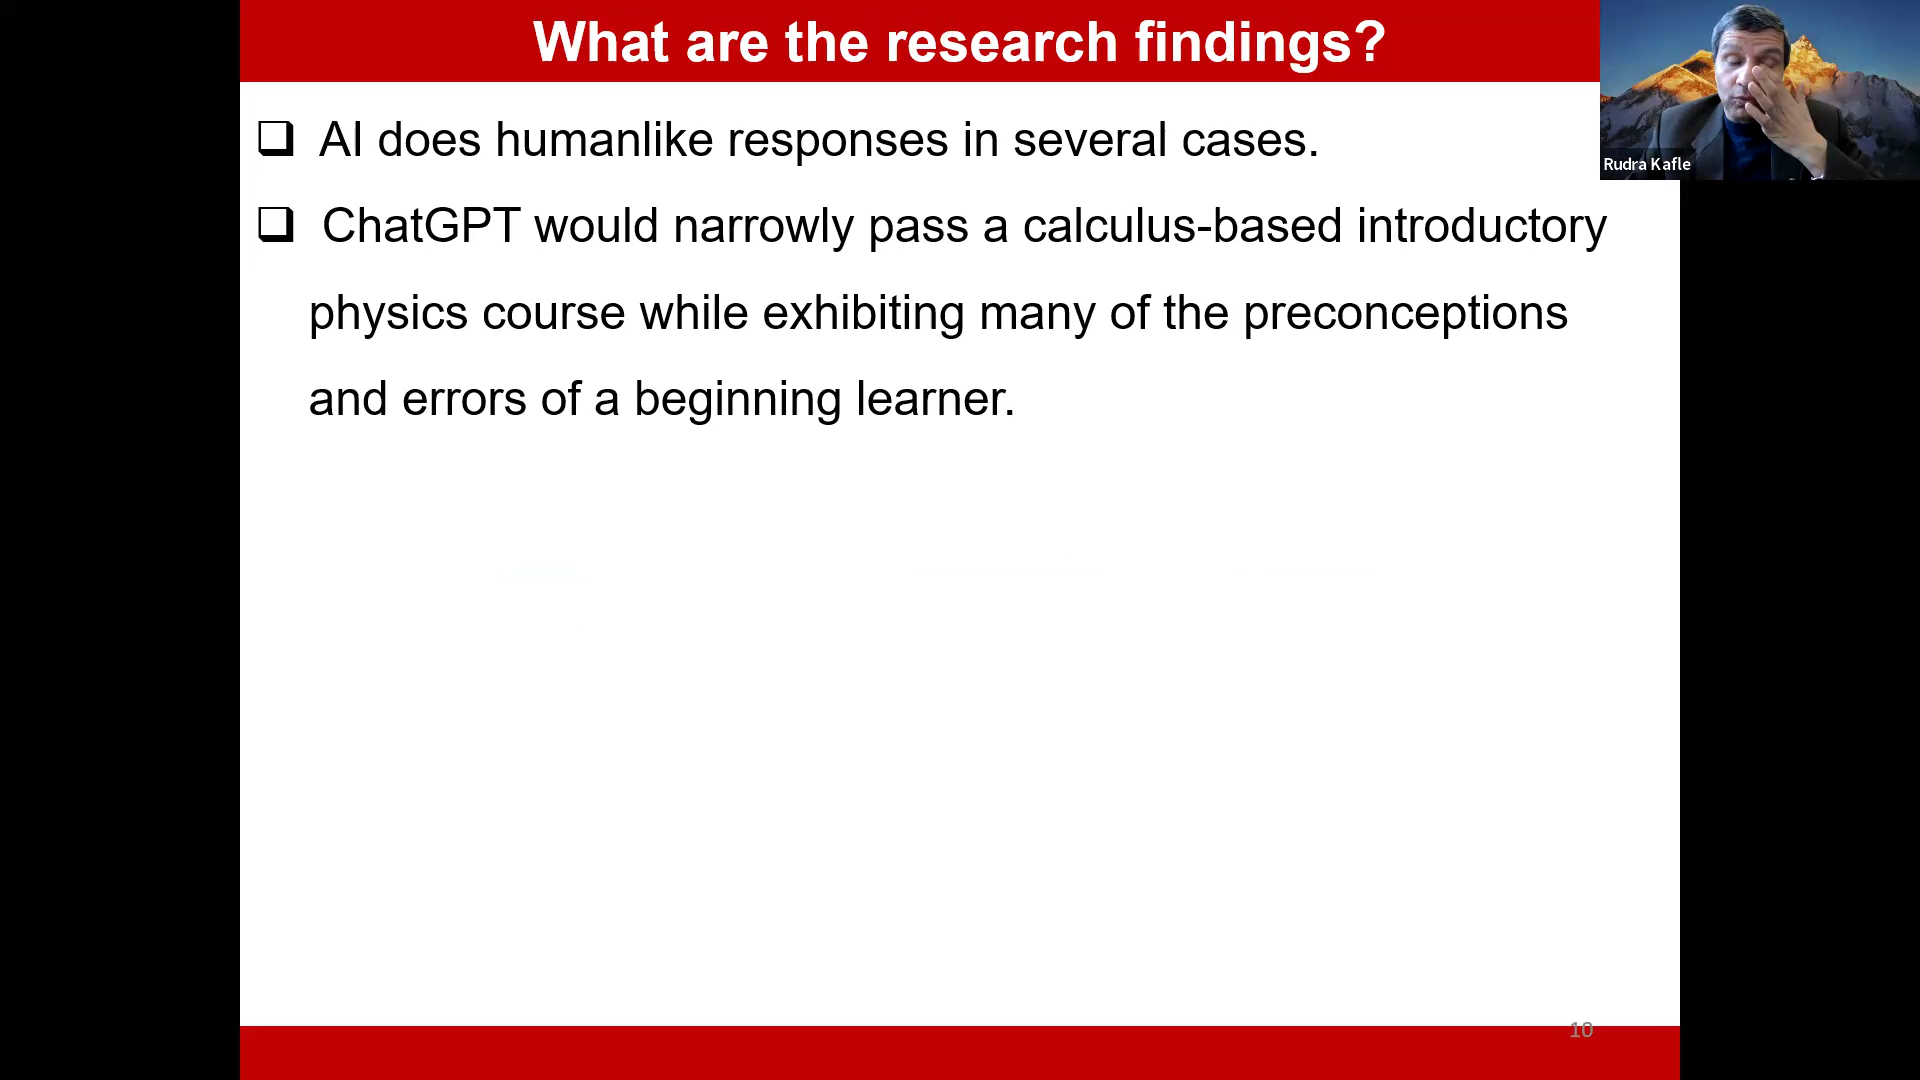 What are the research findings?
❑ AI does humanlike responses in several cases.
❑ ChatGPT would narrowly pass a calculus-based introductory
physics course while exhibiting many of the preconceptions
and errors of a beginning learner.
Rudra Kafle
10